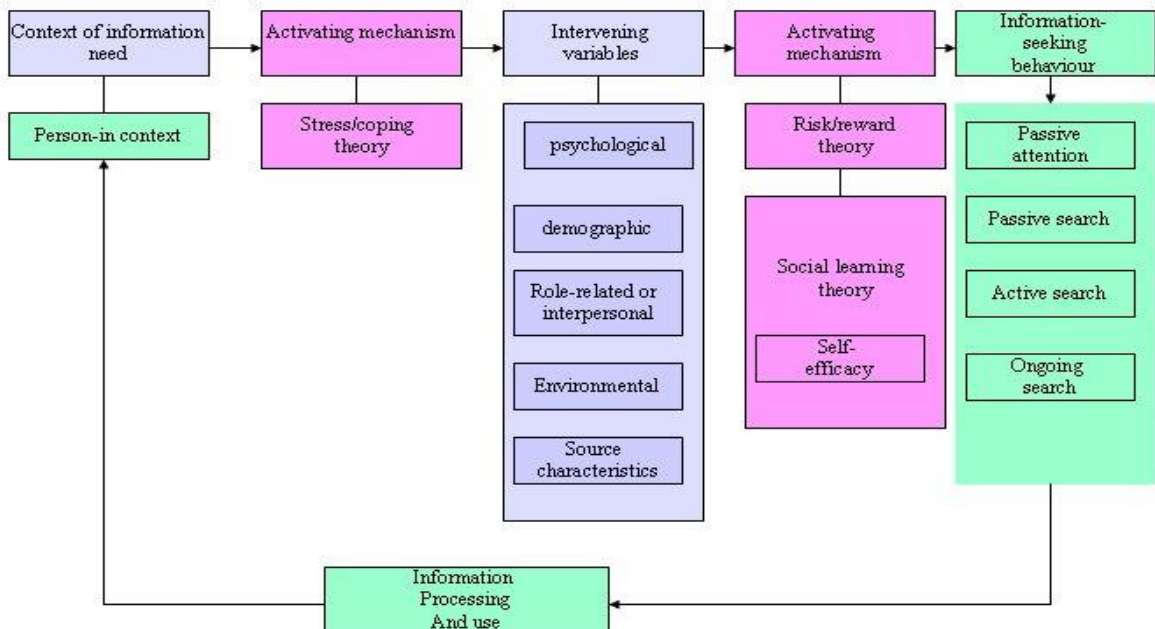 Context of information
need
Activating mechanism
Intervening
variables
Activating
mechanism
Information-
seeking
behaviour
Person-in context
Stress/coping
theory
psychological
demographic
Role-related or
interpersonal
Environmental
Source
characteristics
Risk/reward
theory
Social learning
theory
Self-
efficacy
Passive
attention
Passive search
Active search
Ongoing
search
Information
Processing
And use